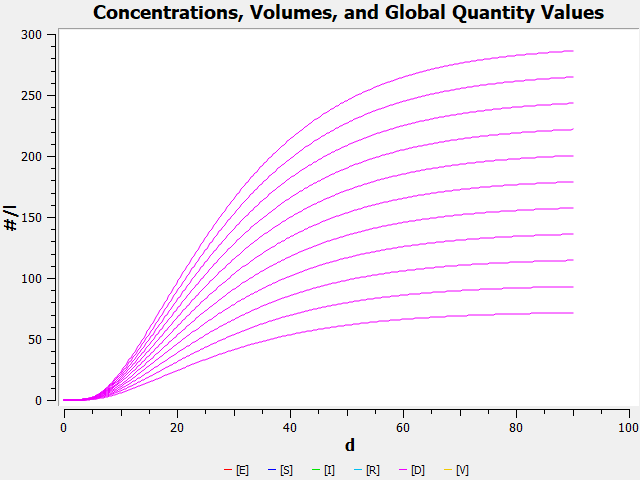 Concentrations, Volumes, and Global Quantity Values
300
250
200
150
100
50
0
#/l
0 20 40 60 80 100
d
[E] [S] [I] [R] [D] [V]